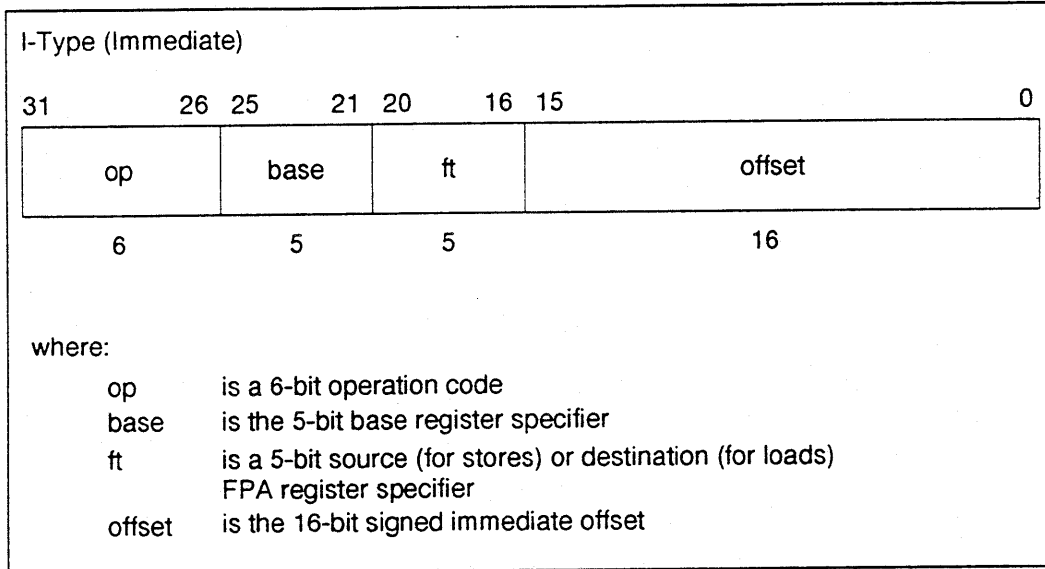 I-Type (Immediate)
31 26 25 21 20 16 15 0
op base ft offset
6 5 5 16
where:
op is a 6-bit operation code
base is the 5-bit base register specifier
ft is a 5-bit source (for stores) or destination (for loads)
FPA register specifier
offset is the 16-bit signed immediate offset